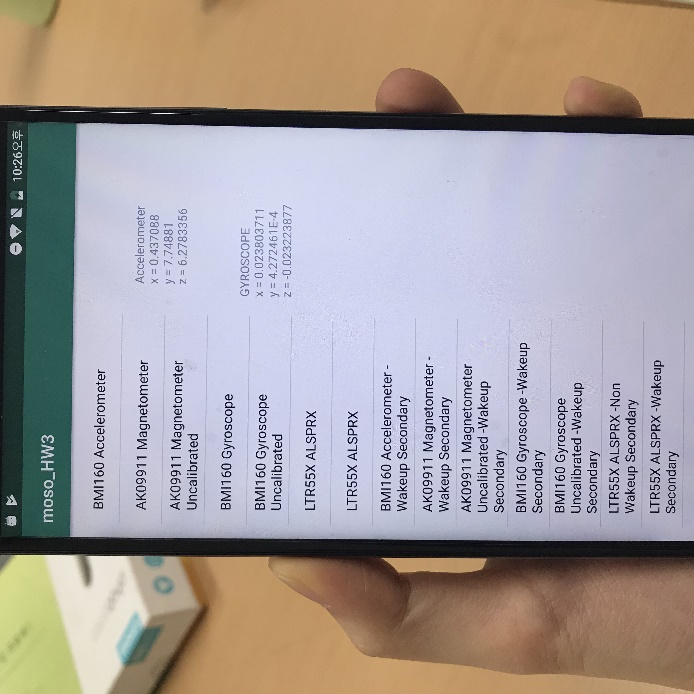 10:26오후
moso_HW3
BMI160 Accelerometer
AK09911 Magnetometer
AK09911 Magnetometer
Uncalibrated
BMI160 Gyroscope
BMI160 Gyroscope
Uncalibrated
LTR55X ALSPRX
LTR55X ALSPRX
BMI160 Accelerometer -
Wakeup Secondary
AK09911 Magnetometer -
Wakeup Secondary
AK09911 Magnetometer
Uncalibrated -Wakeup
Secondary
BMI160 Gyroscope -Wakeup
Secondary
BMI160 Gyroscope
Uncalibrated -Wakeup
Secondary
LTR55X ALSPRX -Non
Wakeup Secondary
LTR55X ALSPRX -Wakeup
Secondary
Accelerometer
x = 0.437088
y = 7.74881
z = 6.2783356
GYROSCOPE
x = 0.023803711
y = 4.272461E-4
z = -0.023223877